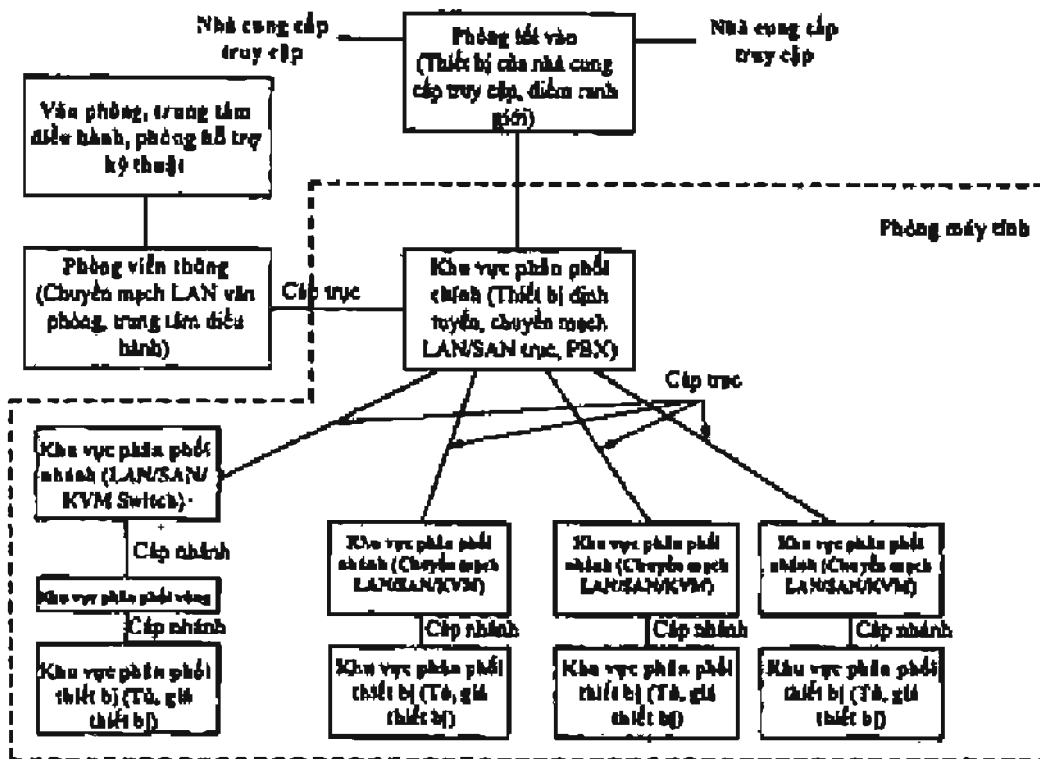 Nhà cung cấp
truy cập
Phòng lối vào
(Thiết bị của nhà cung
cấp truy cập, điểm ranh
giới)
Nhà cung cấp
truy cập
Văn phòng, trung tâm
điều hành, phòng hỗ trợ
kỹ thuật
Phòng máy tính
Phòng viễn thông
(Chuyển mạch LAN văn
phòng, trung tâm điều
hành)
Cáp trục
Khu vực phân phối
chính (Thiết bị định
tuyến, chuyển mạch
LAN/SAN trục, PBX)
Cáp trục
Khu vực phân phối
nhánh (LAN/SAN/
KVM Switch)
Cáp nhánh
Khu vực phân phối vùng
Cáp nhánh
Khu vực phân phối
thiết bị (Tủ, giá
thiết bị)
Khu vực phân phối
nhánh (Chuyển mạch
LAN/SAN/KVM)
Cáp nhánh
Khu vực phân phối
thiết bị (Tủ, giá
thiết bị)
Khu vực phân phối
nhánh (Chuyển mạch
LAN/SAN/KVM)
Cáp nhánh
Khu vực phân phối
thiết bị (Tủ, giá
thiết bị)
Khu vực phân phối
nhánh (Chuyển mạch
LAN/SAN/KVM)
Cáp nhánh
Khu vực phân phối
thiết bị (Tủ, giá
thiết bị)